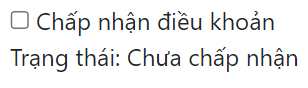 Chấp nhận điều khoản
Trạng thái: Chưa chấp nhận